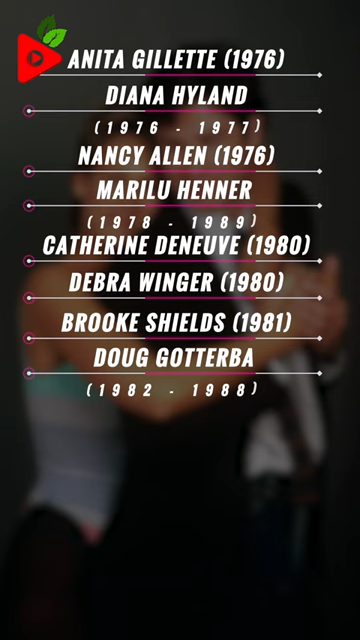 ANITA GILLETTE (1976)
DIANA HYLAND
(1976 - 1977)
NANCY ALLEN (1976)
MARILU HENNER
(1978 - 1989)
CATHERINE DENEUVE (1980)
DEBRA WINGER (1980)
BROOKE SHIELDS (1981)
DOUG GOTTERBA
(1982 - 1988)